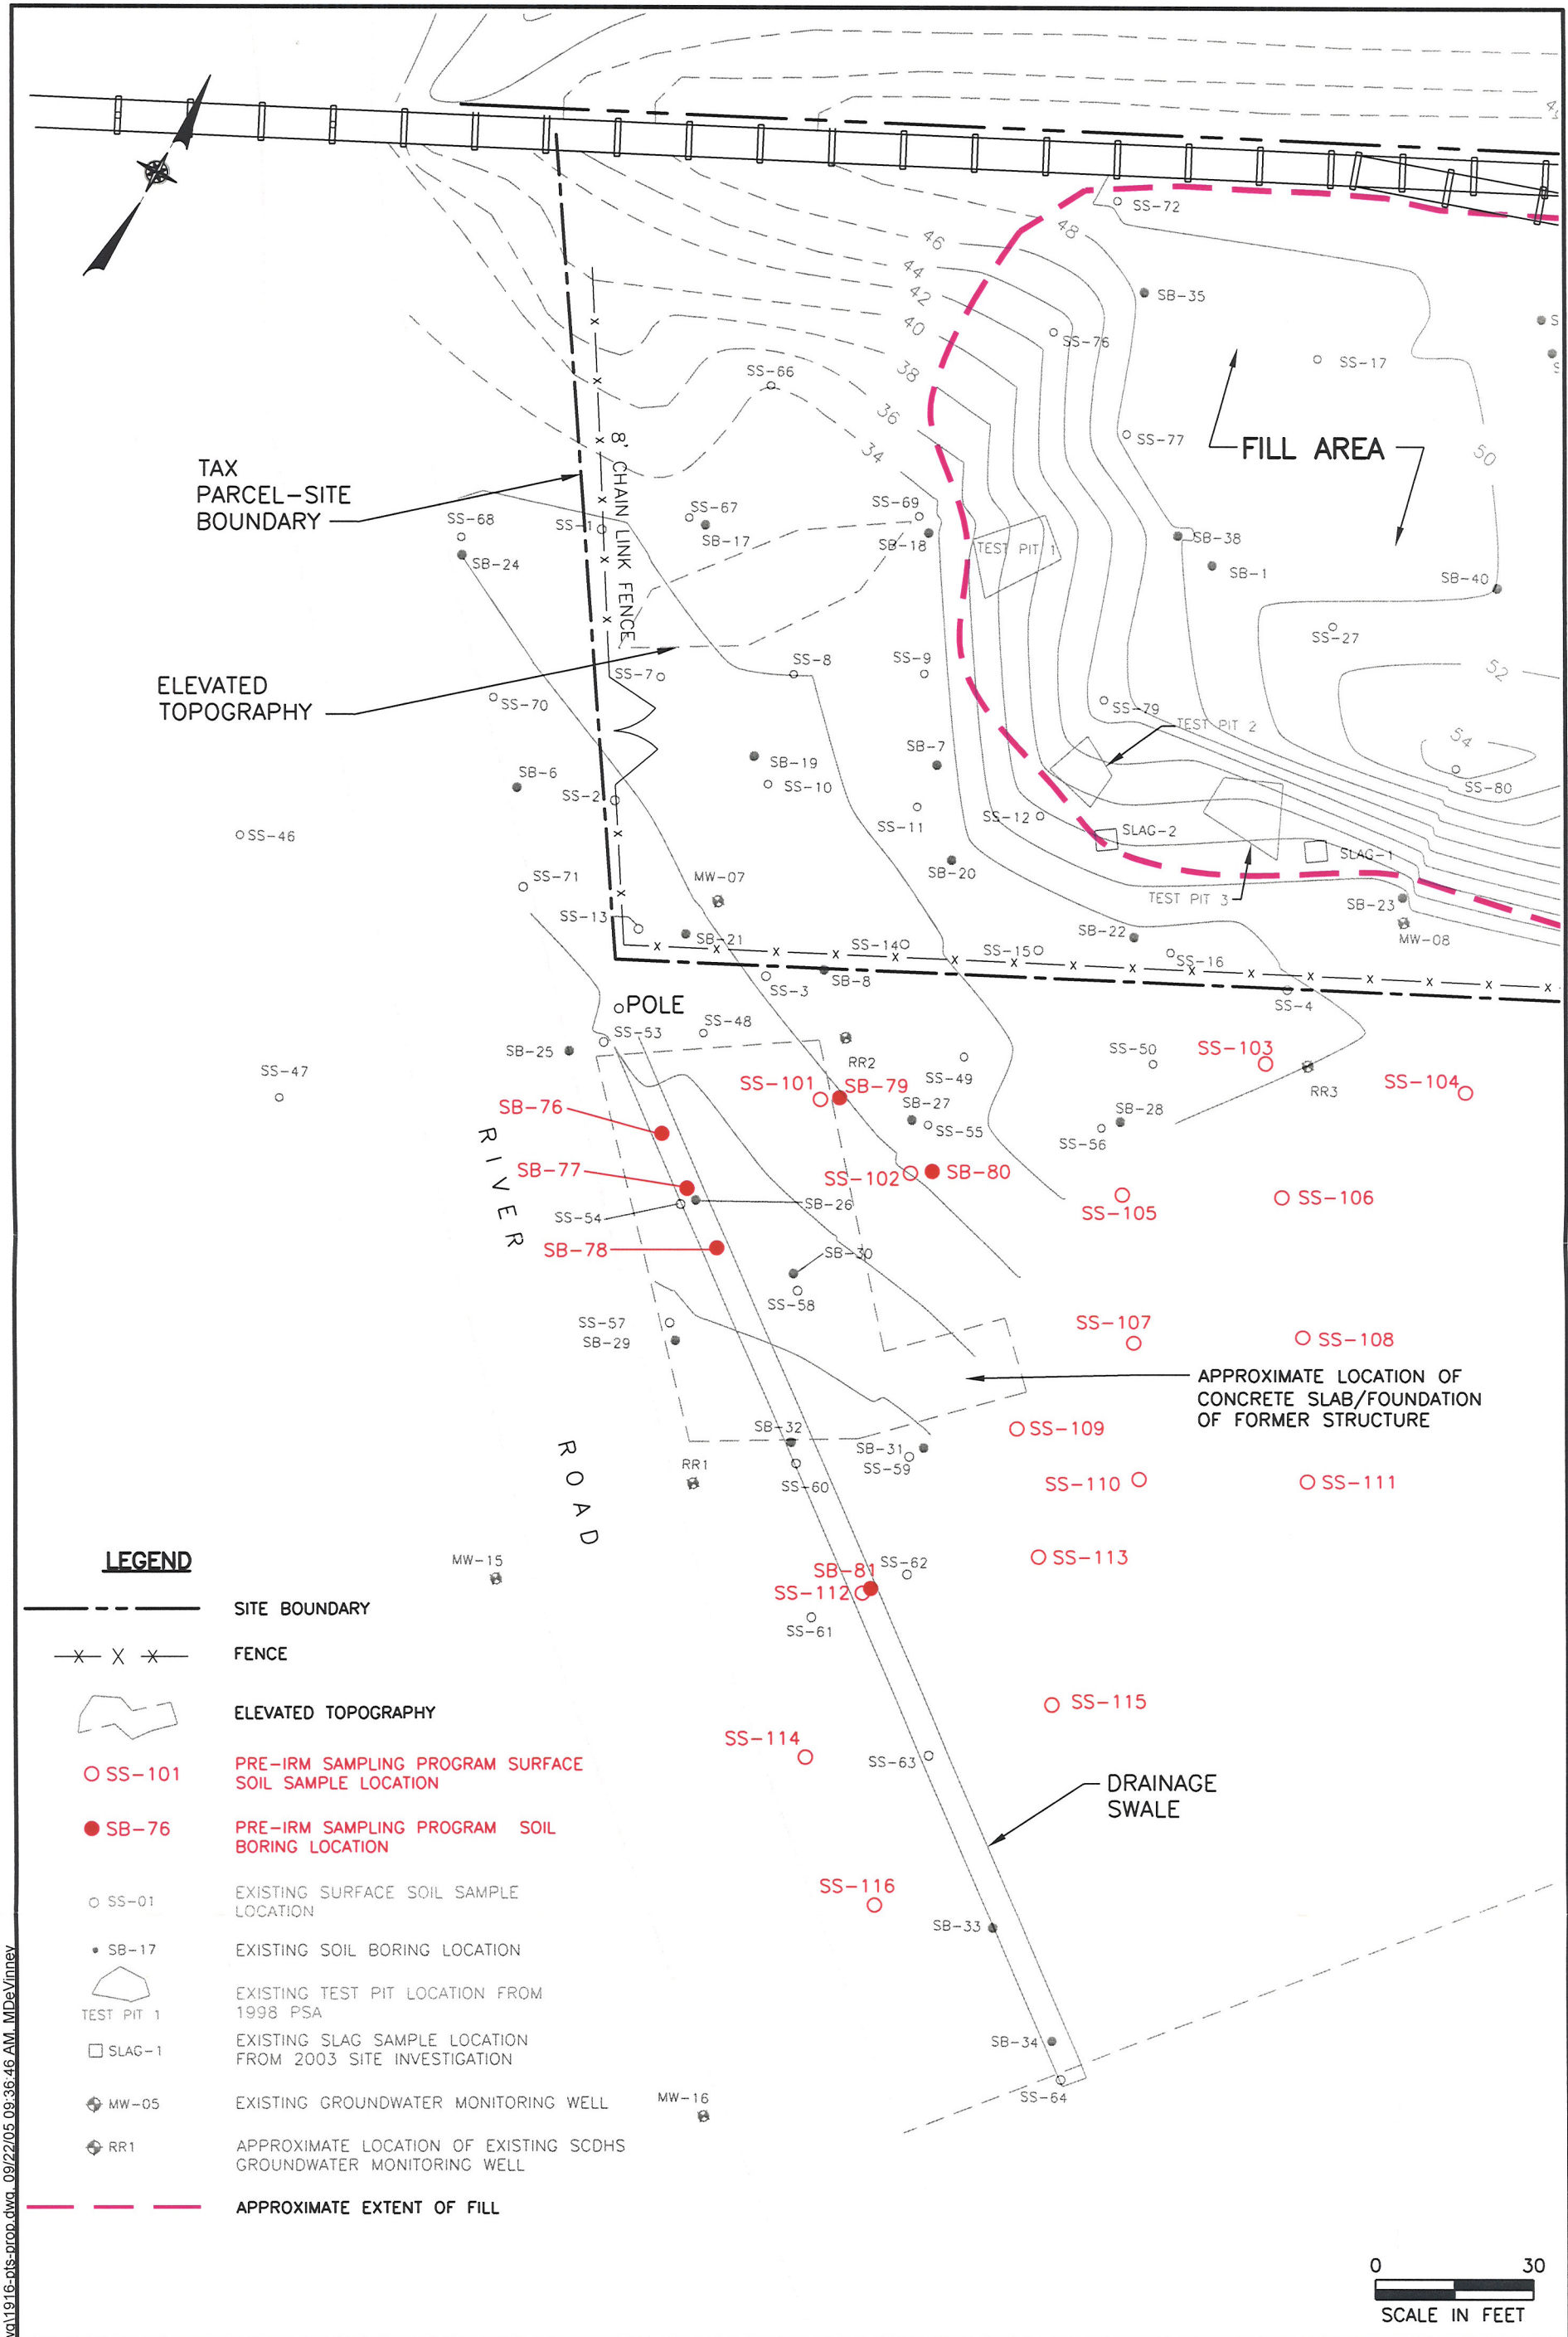 SS-72
48
46
44
42
40
38
36
34
SB-35
SS-76
SS-17
SS-66
SS-77
FILL AREA
50
8' CHAIN LINK FENCE
TAX
PARCEL-SITE
BOUNDARY
SS-67
SS-69
SS-68
SS-1
SB-17
SB-18
TEST PIT 1
SB-38
SB-24
SB-1
SB-40
SS-27
SS-8
SS-9
SS-7
52
ELEVATED
TOPOGRAPHY
SS-70
SS-79
TEST PIT 2
54
SB-7
SB-19
SB-6
SS-10
SS-80
SS-2
SS-11
SS-12
SLAG-2
SS-46
SLAG-1
SB-20
SS-71
MW-07
TEST PIT 3
SB-23
SS-13
SB-22
SB-21
SS-14
SS-15
MW-08
SS-16
SB-8
SS-3
SS-4
POLE
SS-48
SS-53
SB-25
RR2
SS-50
SS-103
SS-49
SS-47
SS-101
SB-79
RR3
SS-104
SB-76
SB-27
SB-28
SS-55
SS-56
RIVER
SB-77
SS-102
SB-80
SS-106
SB-26
SS-105
SS-54
SB-78
SB-30
SS-58
SS-57
SS-107
SB-29
SS-108
APPROXIMATE LOCATION OF
CONCRETE SLAB/FOUNDATION
OF FORMER STRUCTURE
SB-32
SS-109
SB-31
RR1
SS-59
ROAD
SS-60
SS-110
SS-111
MW-15
SS-62
SS-113
SB-81
SS-112
SS-61
SS-115
SS-114
SS-63
DRAINAGE
SWALE
SS-116
SB-33
SB-34
SS-64
MW-16
LEGEND
SITE BOUNDARY
X X X
FENCE
ELEVATED TOPOGRAPHY
SS-101 PRE-IRM SAMPLING PROGRAM SURFACE
SOIL SAMPLE LOCATION
SB-76 PRE-IRM SAMPLING PROGRAM SOIL
BORING LOCATION
SS-01 EXISTING SURFACE SOIL SAMPLE
LOCATION
SB-17 EXISTING SOIL BORING LOCATION
TEST PIT 1 EXISTING TEST PIT LOCATION FROM
1998 PSA
SLAG-1 EXISTING SLAG SAMPLE LOCATION
FROM 2003 SITE INVESTIGATION
MW-05 EXISTING GROUNDWATER MONITORING WELL
RR1 APPROXIMATE LOCATION OF EXISTING SCDHS
GROUNDWATER MONITORING WELL
APPROXIMATE EXTENT OF FILL
0 30
SCALE IN FEET
1916-pts-prop.dwg, 09/22/05 09:36:46 AM, MDeVinney